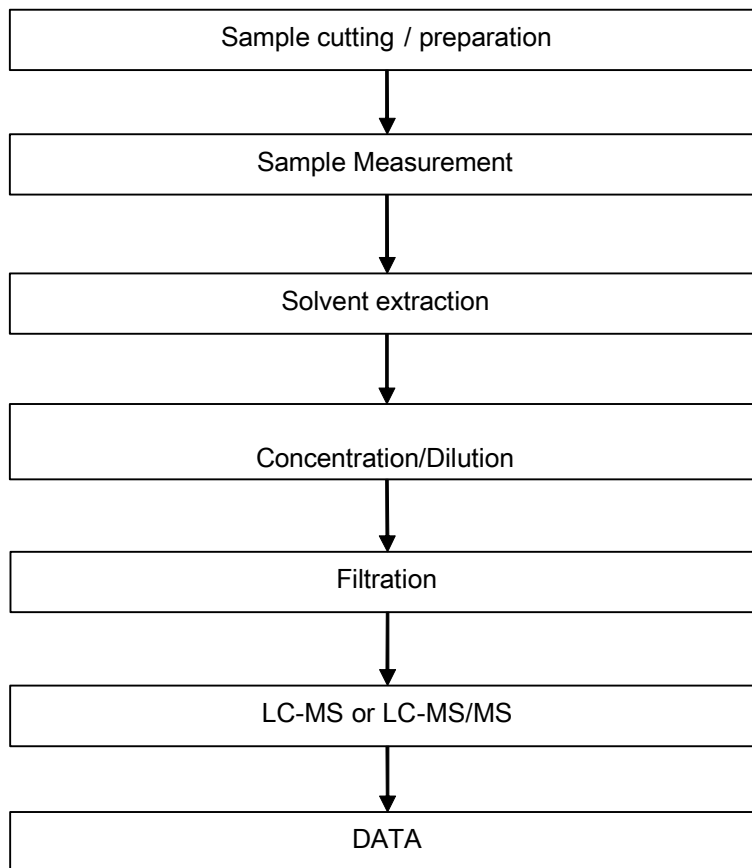 Sample cutting / preparation
Sample Measurement
Solvent extraction
Concentration/Dilution
Filtration
LC-MS or LC-MS/MS
DATA